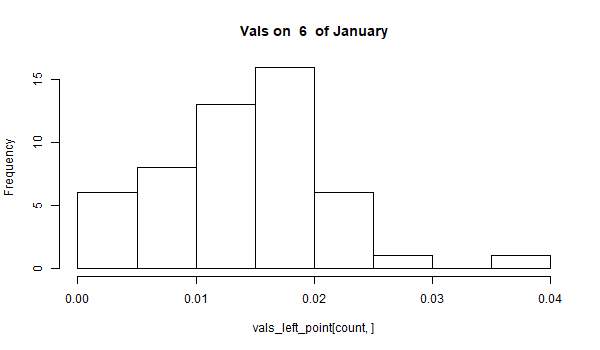 Vals on  6  of January
15
10
5
0
Frequency
0.00 0.01 0.02 0.03 0.04
vals_left_point[count, ]